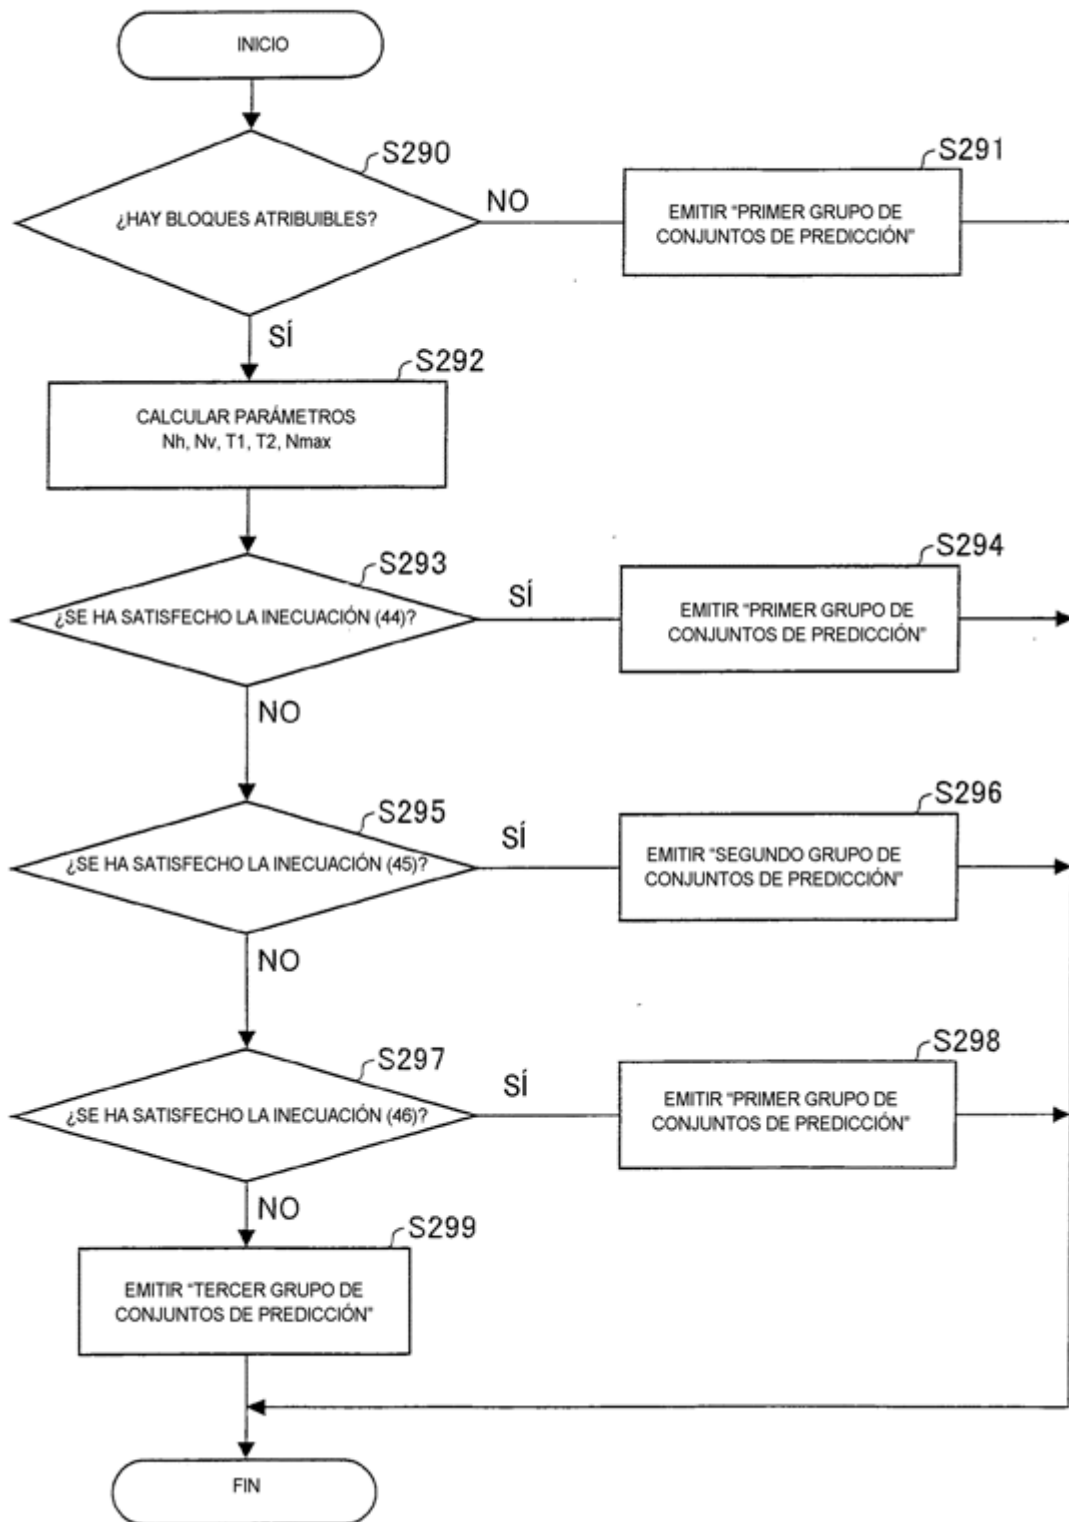 INICIO
S290
¿HAY BLOQUES ATRIBUIBLES?
NO
S291
EMITIR “PRIMER GRUPO DE
CONJUNTOS DE PREDICCIÓN”
SÍ
S292
CALCULAR PARÁMETROS
Nh, Nv, T1, T2, Nmax
S293
¿SE HA SATISFECHO LA INECUACIÓN (44)?
SÍ
S294
EMITIR “PRIMER GRUPO DE
CONJUNTOS DE PREDICCIÓN”
NO
S295
¿SE HA SATISFECHO LA INECUACIÓN (45)?
SÍ
S296
EMITIR “SEGUNDO GRUPO DE
CONJUNTOS DE PREDICCIÓN”
NO
S297
¿SE HA SATISFECHO LA INECUACIÓN (46)?
SÍ
S298
EMITIR “PRIMER GRUPO DE
CONJUNTOS DE PREDICCIÓN”
NO
S299
EMITIR “TERCER GRUPO DE
CONJUNTOS DE PREDICCIÓN”
FIN